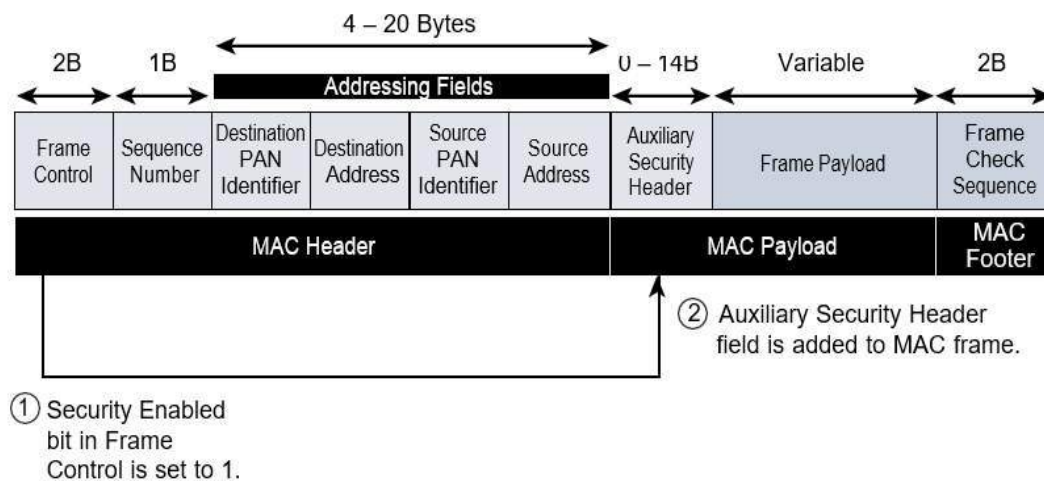 4 – 20 Bytes
2B
1B
Addressing Fields
0 – 14B
Variable
2B
Frame
Control
Sequence
Number
Destination
PAN
Identifier
Destination
Address
Source
PAN
Identifier
Source
Address
Auxiliary
Security
Header
Frame Payload
Frame
Check
Sequence
MAC Header
MAC Payload
MAC
Footer
② Auxiliary Security Header
field is added to MAC frame.
① Security Enabled
bit in Frame
Control is set to 1.